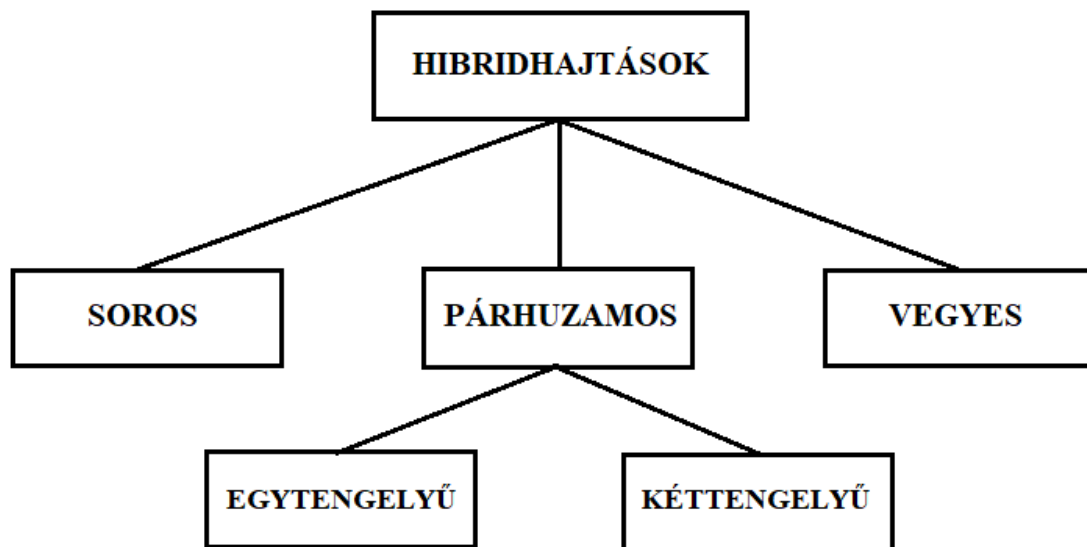 HIBRIDHAJTÁSOK
SOROS
PÁRHUZAMOS
VEGYES
EGYTENGELYŰ
KÉTTENGELYŰ